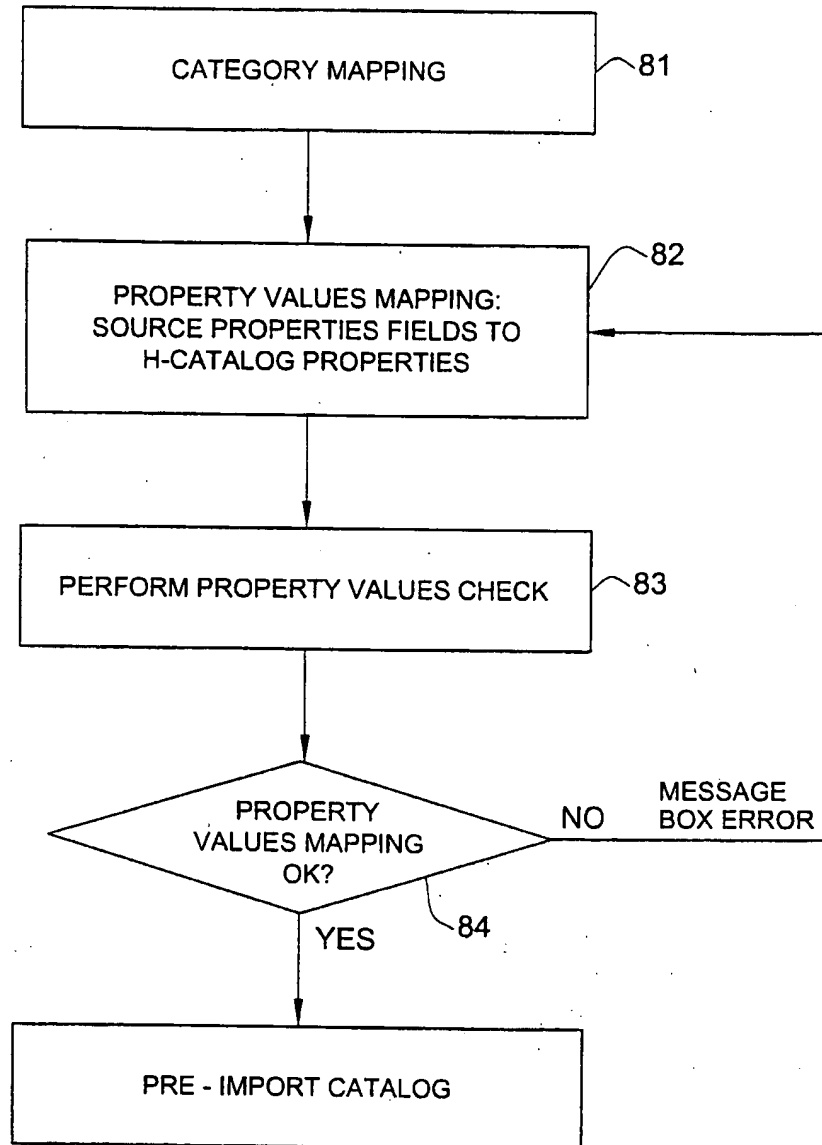 CATEGORY MAPPING
81
82
PROPERTY VALUES MAPPING:
SOURCE PROPERTIES FIELDS TO
H-CATALOG PROPERTIES
PERFORM PROPERTY VALUES CHECK
83
PROPERTY
VALUES MAPPING
OK?
NO
MESSAGE
BOX ERROR
84
YES
PRE - IMPORT CATALOG